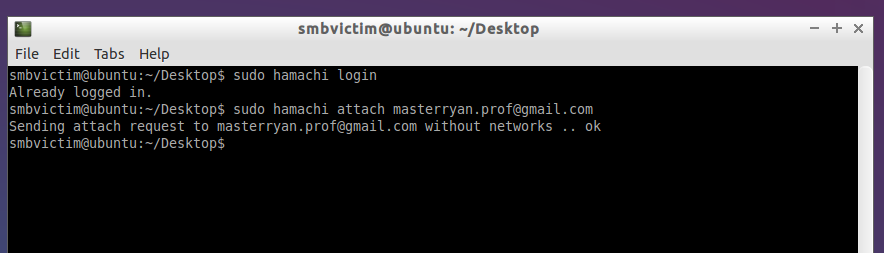 smbvictim@ubuntu: ~/Desktop
File Edit Tabs Help
smbvictim@ubuntu:~/Desktop$ sudo hamachi login
Already logged in.
smbvictim@ubuntu:~/Desktop$ sudo hamachi attach masterryan.prof@gmail.com
Sending attach request to masterryan.prof@gmail.com without networks .. ok
smbvictim@ubuntu:~/Desktop$